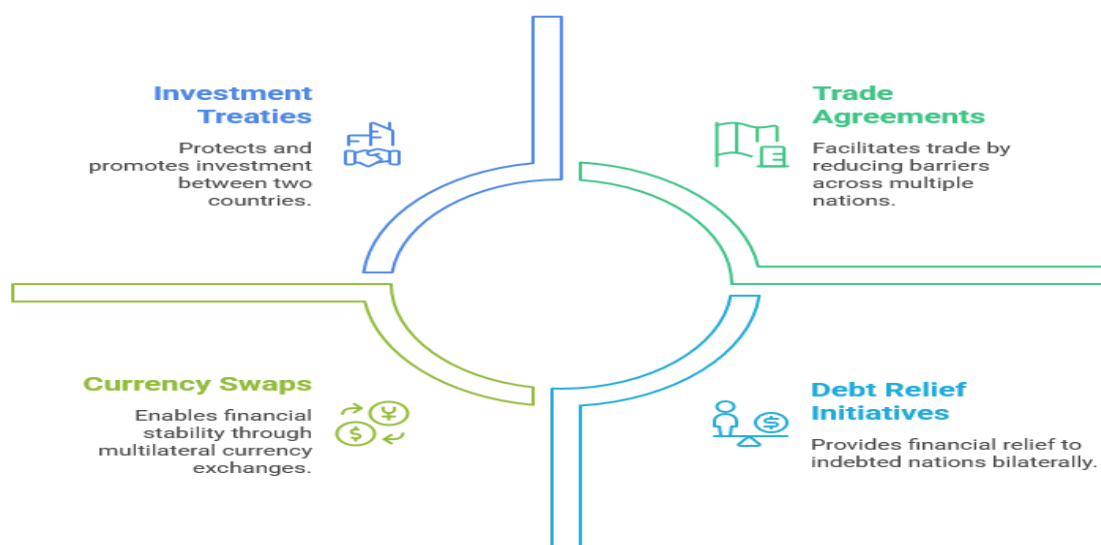 Investment
Treaties
Protects and
promotes investment
between two
countries.
Trade
Agreements
Facilitates trade by
reducing barriers
across multiple
nations.
Currency Swaps
Enables financial
stability through
multilateral currency
exchanges.
Debt Relief
Initiatives
Provides financial relief to
indebted nations bilaterally.